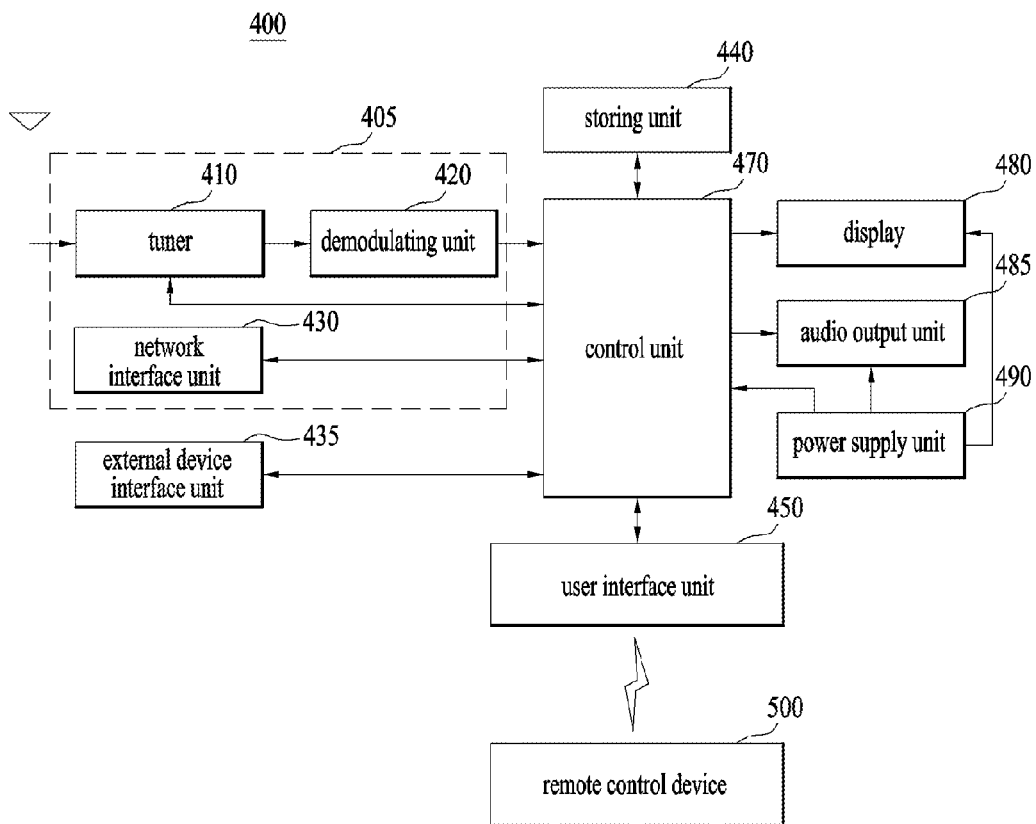 400
440
storing unit
405
410
tuner
420
demodulating unit
470
control unit
480
display
485
audio output unit
430
network
interface unit
490
power supply unit
435
external device
interface unit
450
user interface unit
500
remote control device